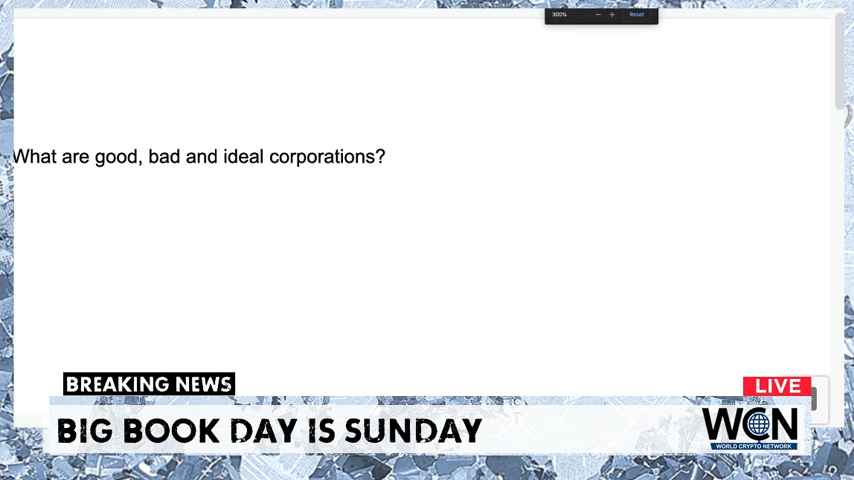 300%
Reset
What are good, bad and ideal corporations?
BREAKING NEWS
LIVE
BIG BOOK DAY IS SUNDAY
WCN
WORLD CRYPTO NETWORK